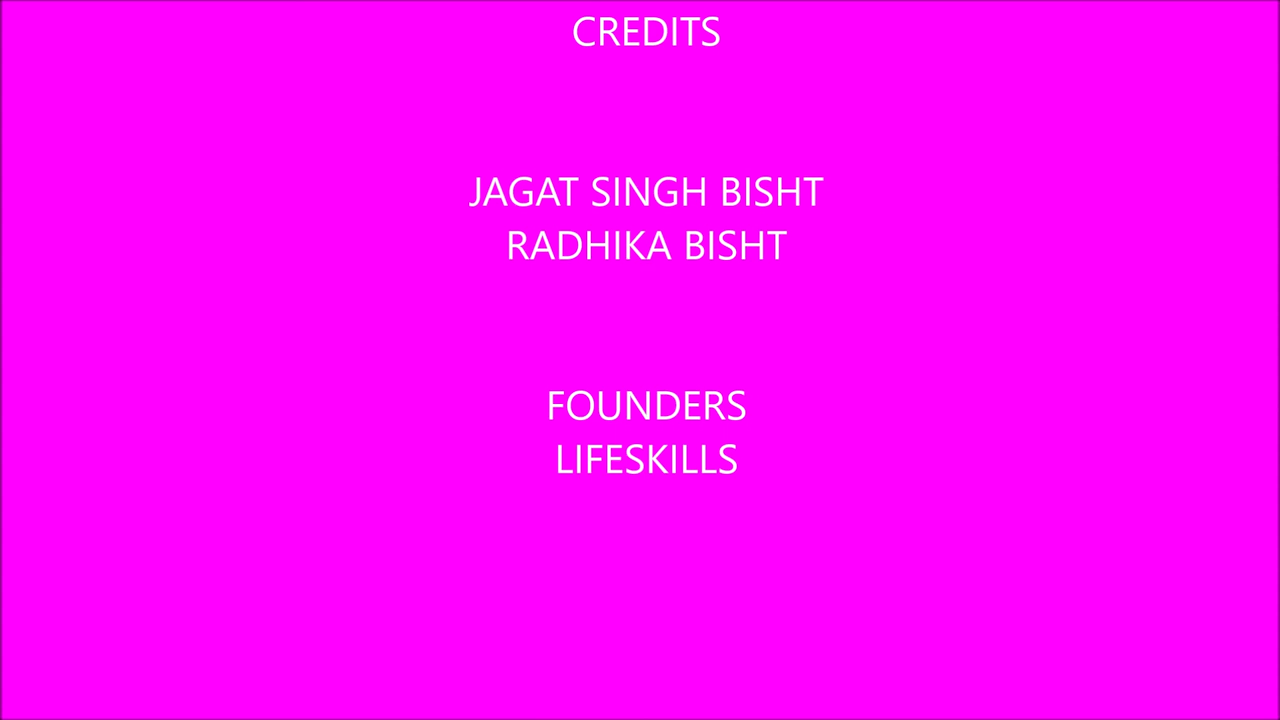 CREDITS
JAGAT SINGH BISHT
RADHIKA BISHT
FOUNDERS
LIFESKILLS